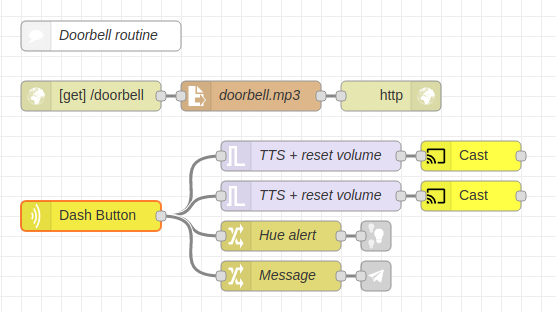 Doorbell routine
[get] /doorbell
doorbell.mp3
http
TTS + reset volume
Cast
TTS + reset volume
Cast
Dash Button
Hue alert
Message